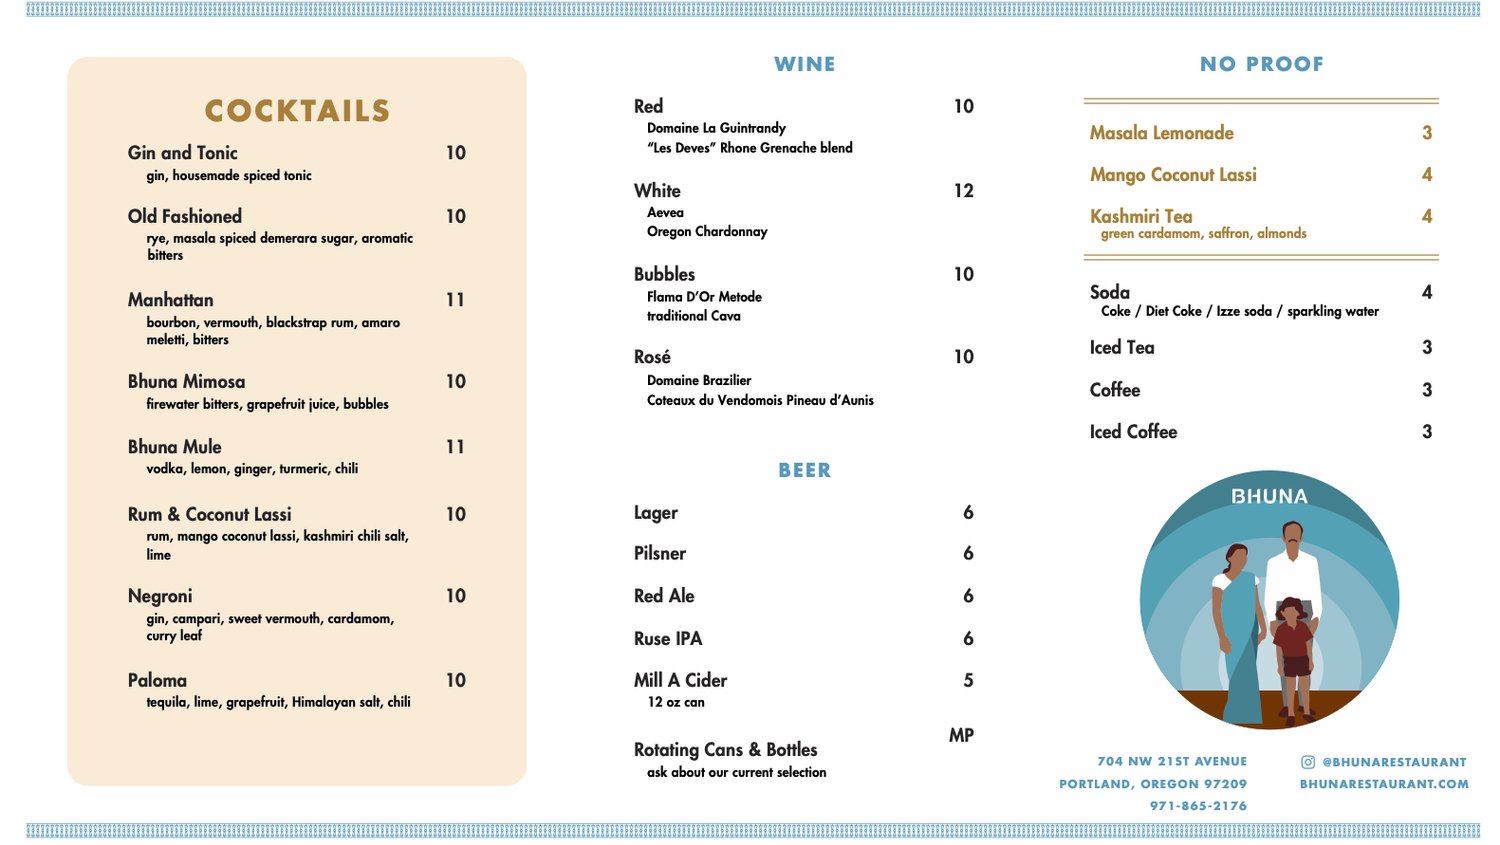 COCKTAILS
Gin and Tonic 10
gin, housemade spiced tonic
Old Fashioned 10
rye, masala spiced demerara sugar, aromatic
bitters
Manhattan 11
bourbon, vermouth, blackstrap rum, amaro
meletti, bitters
Bhuna Mimosa 10
firewater bitters, grapefruit juice, bubbles
Bhuna Mule 11
vodka, lemon, ginger, turmeric, chili
Rum & Coconut Lassi 10
rum, mango coconut lassi, kashmiri chili salt,
lime
Negroni 10
gin, campari, sweet vermouth, cardamom,
curry leaf
Paloma 10
tequila, lime, grapefruit, Himalayan salt, chili
WINE
Red 10
Domaine La Guintrandy
“Les Deves” Rhone Grenache blend
White 12
Aevea
Oregon Chardonnay
Bubbles 10
Flama D’Or Metode
traditional Cava
Rosé 10
Domaine Brazilier
Coteaux du Vendomois Pineau d’Aunis
BEER
Lager 6
Pilsner 6
Red Ale 6
Ruse IPA 6
Mill A Cider 5
12 oz can
Rotating Cans & Bottles MP
ask about our current selection
NO PROOF
Masala Lemonade 3
Mango Coconut Lassi 4
Kashmiri Tea 4
green cardamom, saffron, almonds
Soda 4
Coke / Diet Coke / Izze soda / sparkling water
Iced Tea 3
Coffee 3
Iced Coffee 3
BHUNA
704 NW 21ST AVENUE
PORTLAND, OREGON 97209
971-865-2176
@BHUNARESTAURANT
BHUNARESTAURANT.COM